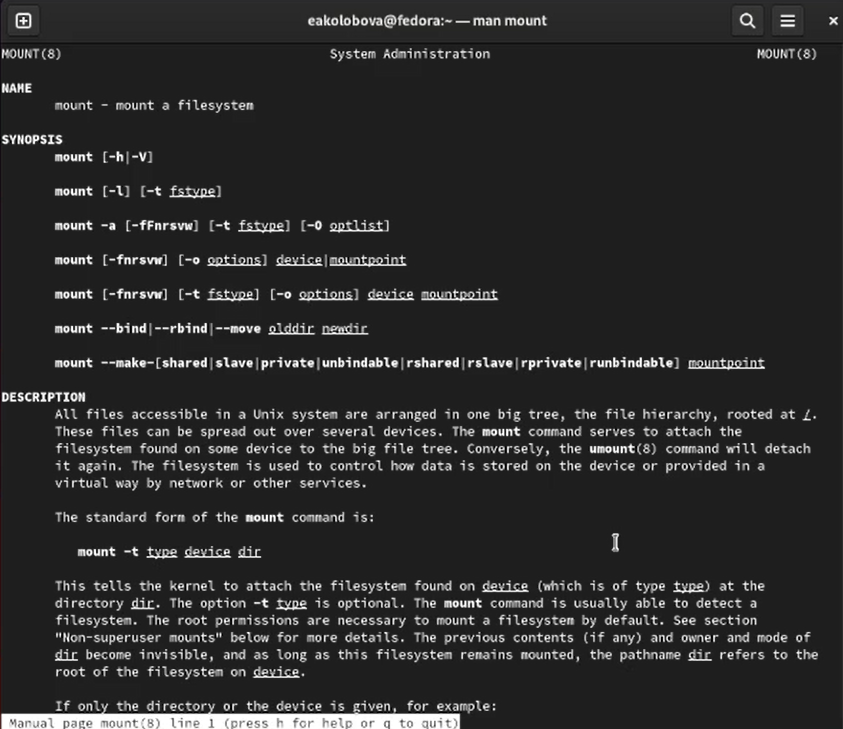 eakolobova@fedora:~ — man mount
MOUNT(8) System Administration MOUNT(8)
NAME
mount - mount a filesystem
SYNOPSIS
mount [-h|-V]
mount [-l] [-t fstype]
mount -a [-fFnrsvw] [-t fstype] [-O optlist]
mount [-fnrsvw] [-o options] device|mountpoint
mount [-fnrsvw] [-t fstype] [-o options] device mountpoint
mount --bind|--rbind|--move olddir newdir
mount --make-[shared|slave|private|unbindable|rshared|rslave|rprivate|runbindable] mountpoint
DESCRIPTION
All files accessible in a Unix system are arranged in one big tree, the file hierarchy, rooted at /.
These files can be spread out over several devices. The mount command serves to attach the
filesystem found on some device to the big file tree. Conversely, the umount(8) command will detach
it again. The filesystem is used to control how data is stored on the device or provided in a
virtual way by network or other services.
The standard form of the mount command is:
mount -t type device dir
This tells the kernel to attach the filesystem found on device (which is of type type) at the
directory dir. The option -t type is optional. The mount command is usually able to detect a
filesystem. The root permissions are necessary to mount a filesystem by default. See section
"Non-superuser mounts" below for more details. The previous contents (if any) and owner and mode of
dir become invisible, and as long as this filesystem remains mounted, the pathname dir refers to the
root of the filesystem on device.
If only the directory or the device is given, for example:
Manual page mount(8) line 1 (press h for help or q to quit)